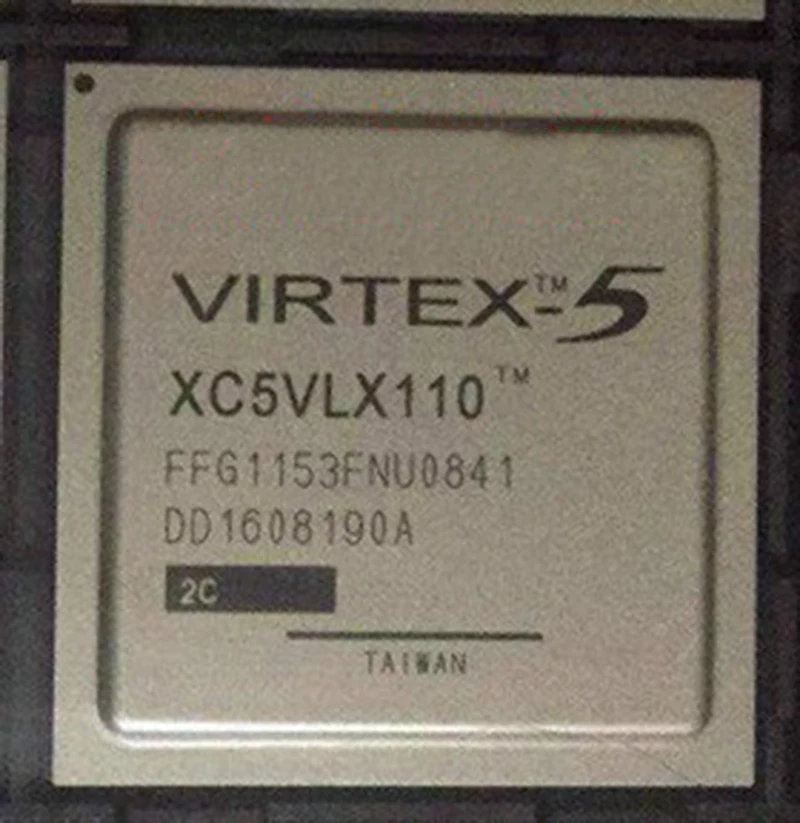 VIRTEX™-5
XC5VLX110™
FFG1153FNU0841
DD1608190A
2C
TAIWAN